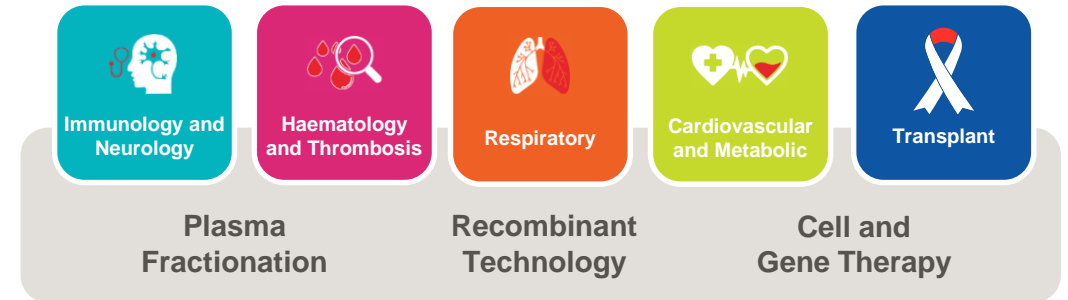 Immunology and
Neurology
Haematology
and Thrombosis
Respiratory
Cardiovascular
and Metabolic
Transplant
Plasma
Fractionation
Recombinant
Technology
Cell and
Gene Therapy